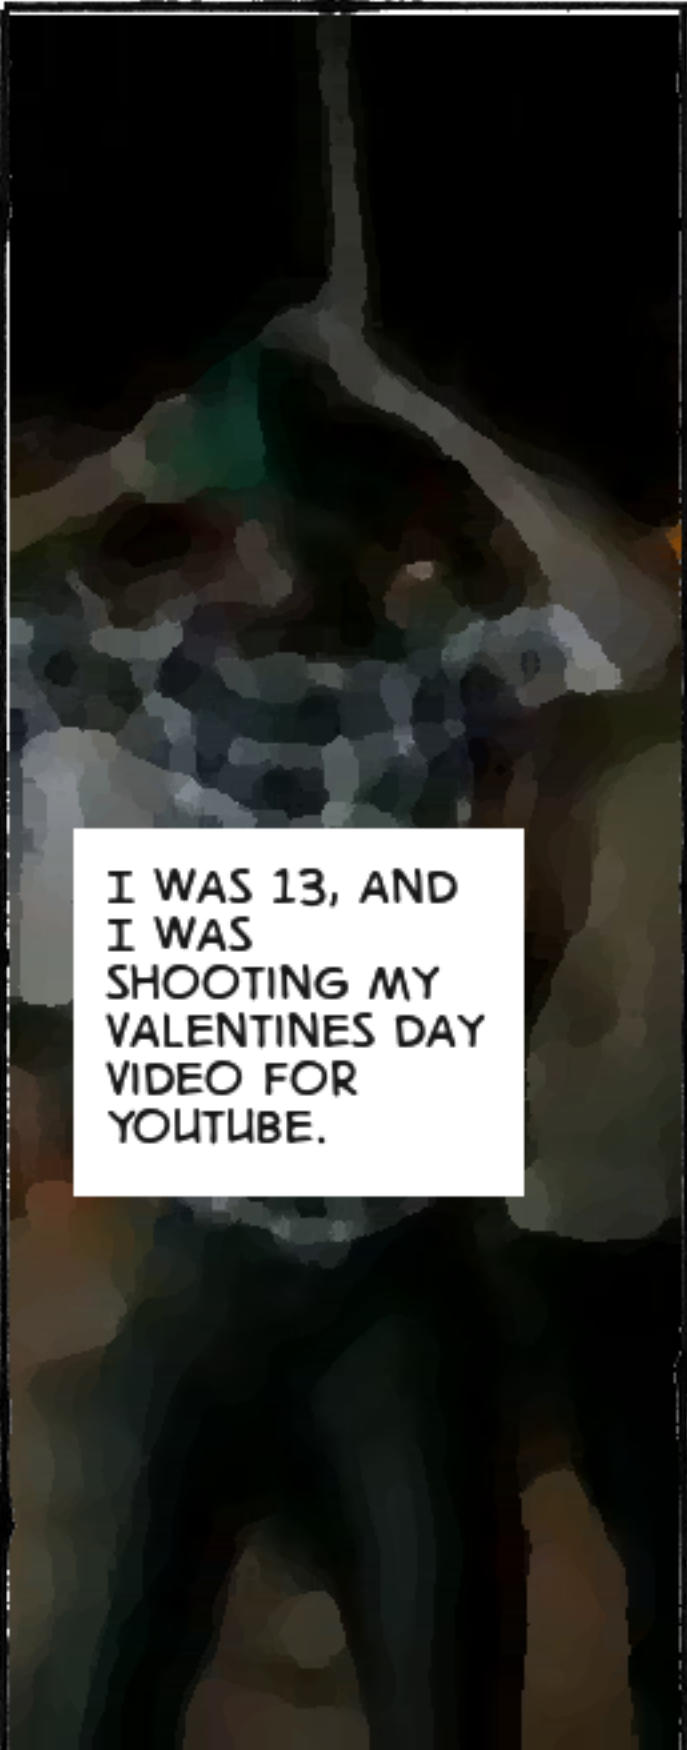 I WAS 13, AND
I WAS
SHOOTING MY
VALENTINES DAY
VIDEO FOR
YOUTUBE.